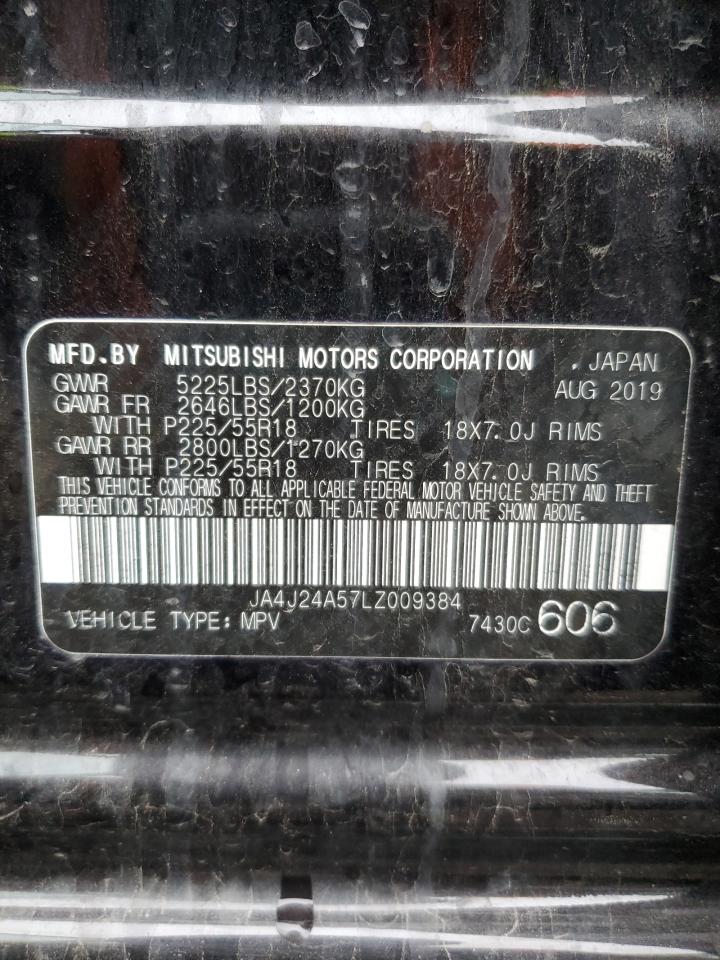 MFD.BY MITSUBISHI MOTORS CORPORATION . JAPAN
GVWR 5225LBS/2370KG AUG 2019
GAWR FR 2646LBS/1200KG
WITH P225/55R18 TIRES 18X7.0J RIMS
GAWR RR 2800LBS/1270KG
WITH P225/55R18 TIRES 18X7.0J RIMS
THIS VEHICLE CONFORMS TO ALL APPLICABLE FEDERAL MOTOR VEHICLE SAFETY AND THEFT
PREVENTION STANDARDS IN EFFECT ON THE DATE OF MANUFACTURE SHOWN ABOVE.
JA4J24A57LZ009384
VEHICLE TYPE: MPV 7430C 606